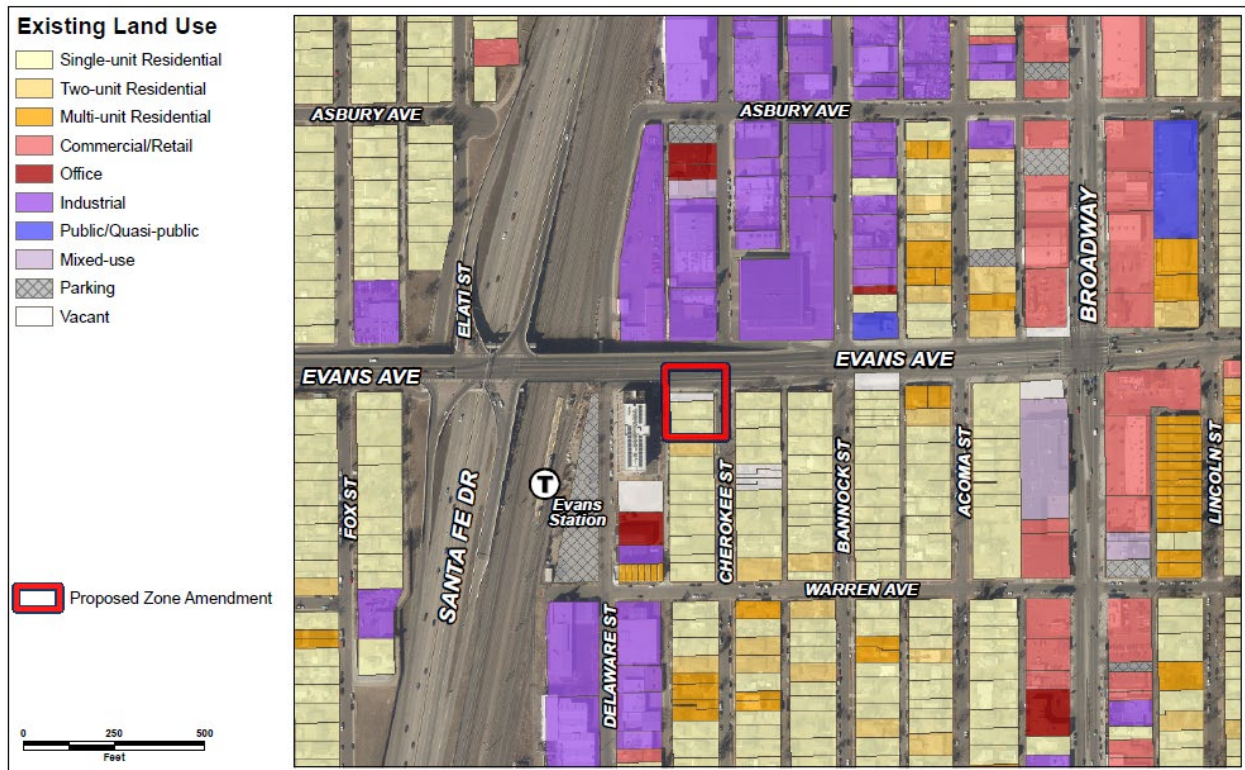 Existing Land Use
Single-unit Residential
Two-unit Residential
Multi-unit Residential
Commercial/Retail
Office
Industrial
Public/Quasi-public
Mixed-use
Parking
Vacant
Proposed Zone Amendment
0 250 500
Feet
ASBURY AVE
ASBURY AVE
ELATI ST
BROADWAY
EVANS AVE
EVANS AVE
FOX ST
SANTA FE DR
T
Evans
Station
CHEROKEE ST
BANNOCK ST
ACOMA ST
LINCOLN ST
WARREN AVE
DELAWARE ST